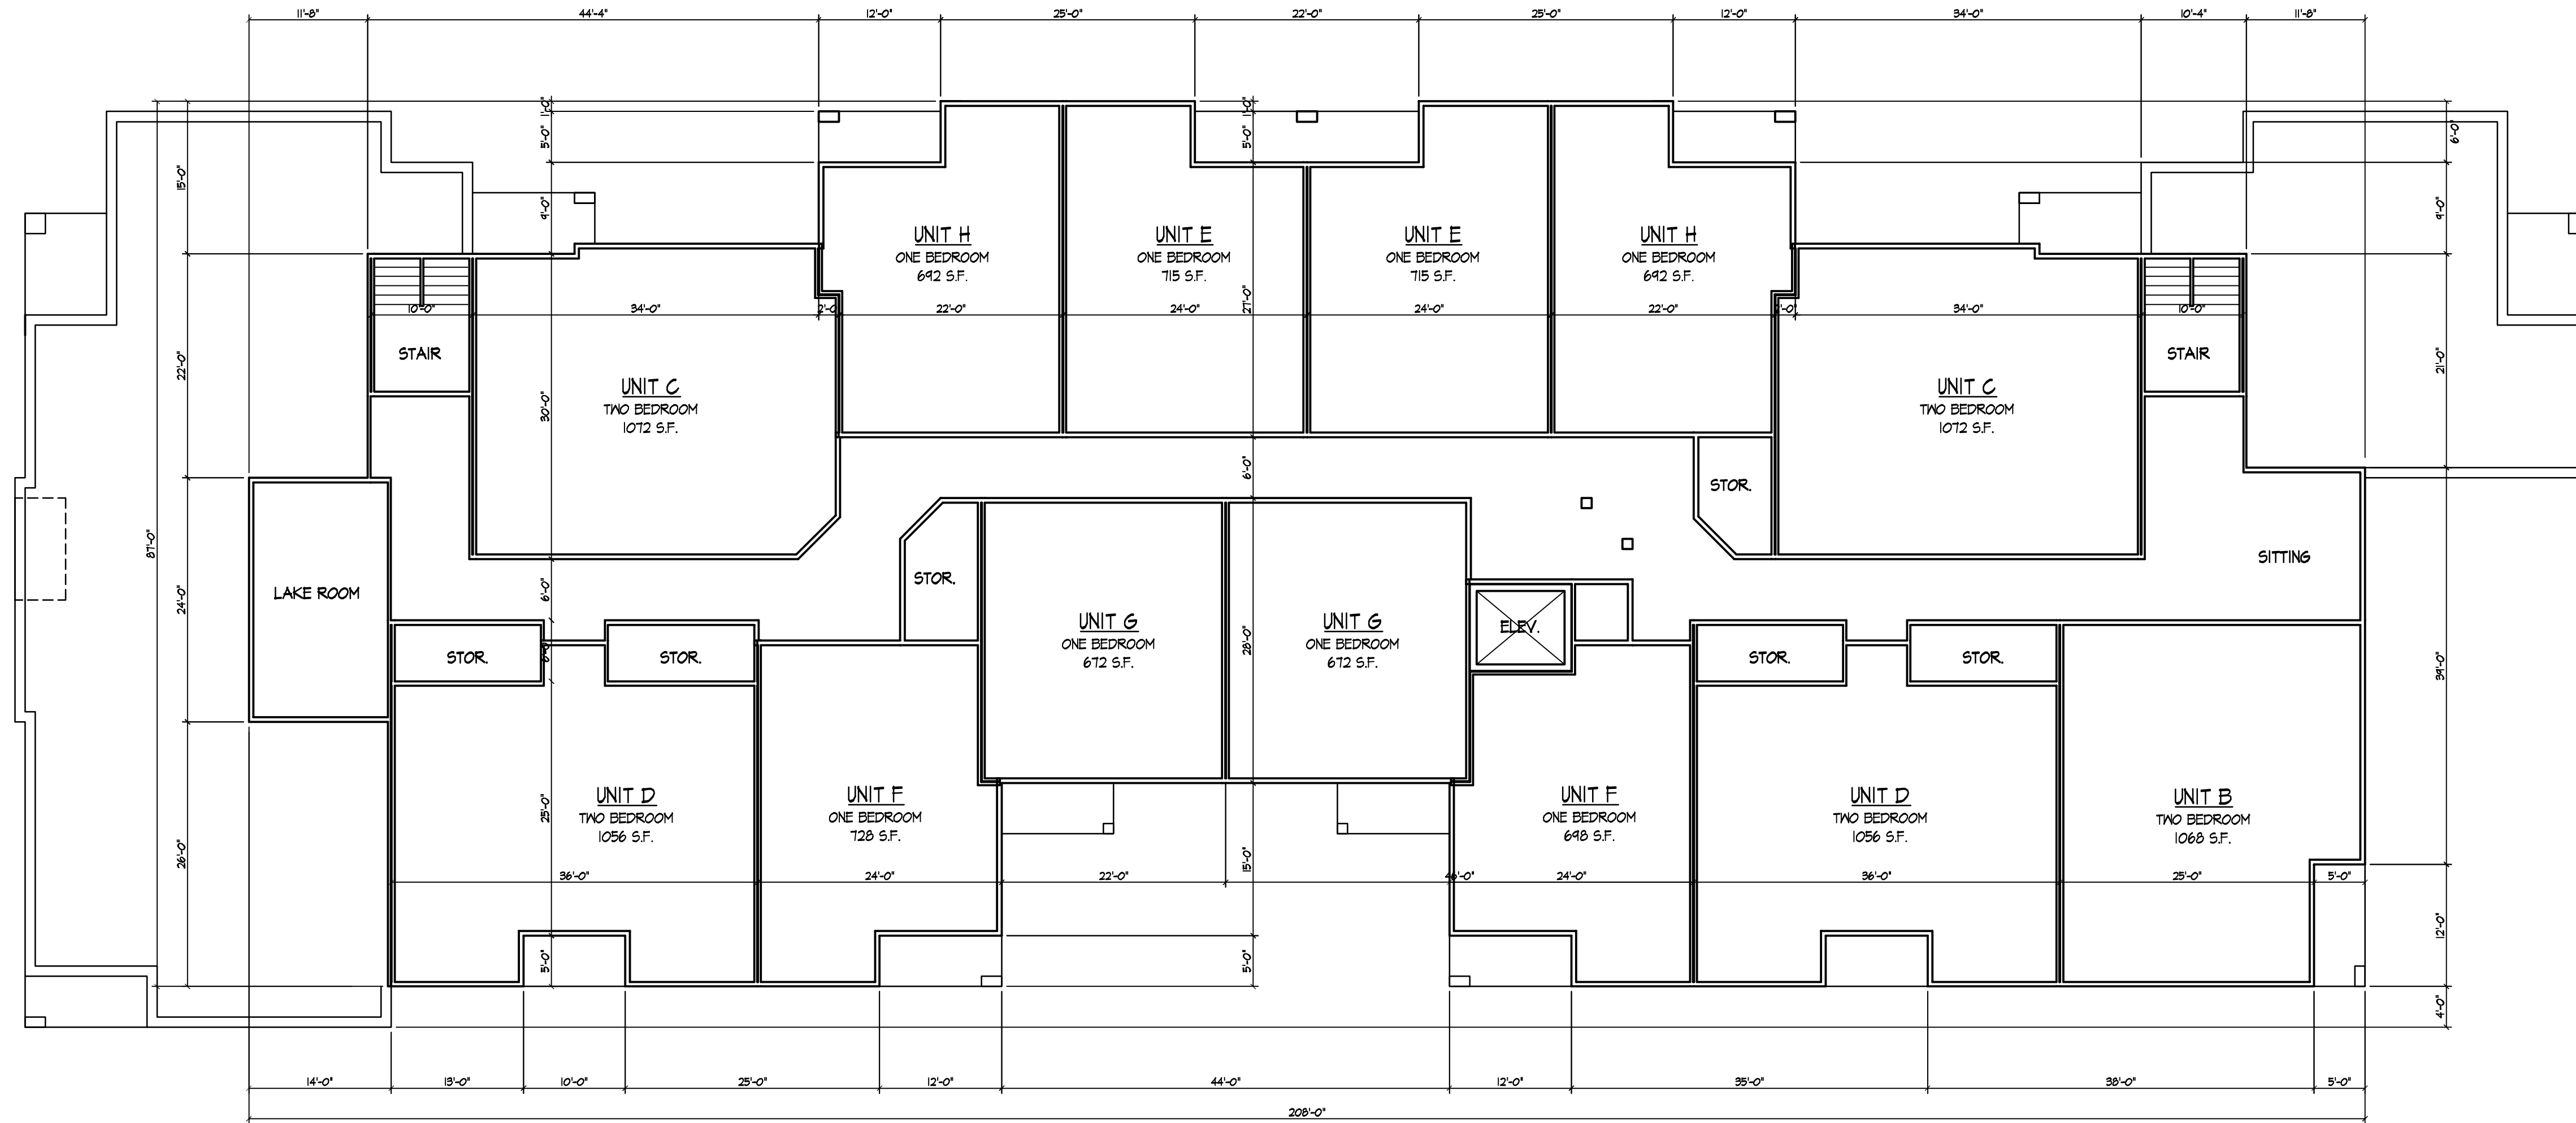 11'-8" 44'-4" 12'-0" 25'-0" 22'-0" 25'-0" 12'-0" 34'-0" 10'-4" 11'-8"
1'-0" 1'-0"
5'-0" 5'-0" 6'-0"
15'-0" 9'-0" 9'-0"
UNIT H UNIT E UNIT E UNIT H
ONE BEDROOM ONE BEDROOM ONE BEDROOM ONE BEDROOM
692 S.F. 715 S.F. 715 S.F. 692 S.F.
27'-0"
10'-0" 34'-0" 2'-0" 22'-0" 24'-0" 24'-0" 22'-0" 34'-0" 10'-0"
STAIR STAIR
22'-0" 21'-0"
UNIT C UNIT C
TWO BEDROOM TWO BEDROOM
1072 S.F. 1072 S.F.
30'-0"
6'-0"
STOR.
87'-0"
SITTING
STOR.
LAKE ROOM
24'-0" 6'-0"
UNIT G UNIT G ELEV.
ONE BEDROOM ONE BEDROOM
672 S.F. 672 S.F.
28'-0"
STOR. 6'-0" STOR. STOR. STOR.
39'-0"
UNIT D UNIT F UNIT F UNIT D UNIT B
TWO BEDROOM ONE BEDROOM ONE BEDROOM TWO BEDROOM TWO BEDROOM
1056 S.F. 728 S.F. 698 S.F. 1056 S.F. 1068 S.F.
25'-0"
26'-0" 15'-0"
36'-0" 24'-0" 22'-0" 46'-0" 24'-0" 36'-0" 25'-0" 5'-0"
12'-0"
5'-0" 5'-0"
4'-0"
14'-0" 13'-0" 10'-0" 25'-0" 12'-0" 44'-0" 12'-0" 35'-0" 38'-0" 5'-0"
208'-0"